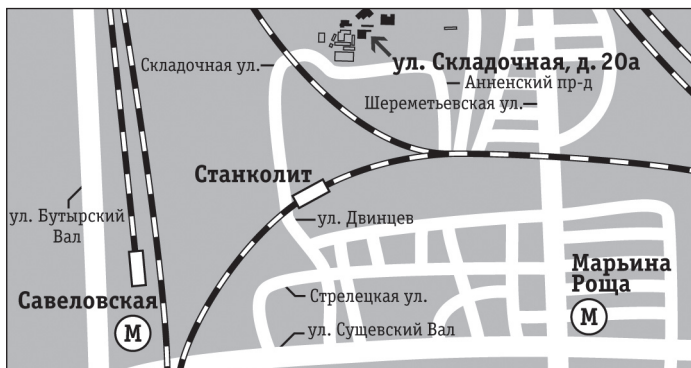 Складочная ул.
ул. Складочная, д. 20а
Анненский пр-д
Шереметьевская ул.
Станколит
ул. Бутырский
Вал
ул. Двинцев
Марьина
Роща
М
Савеловская
М
Стрелецкая ул.
ул. Сущевский Вал